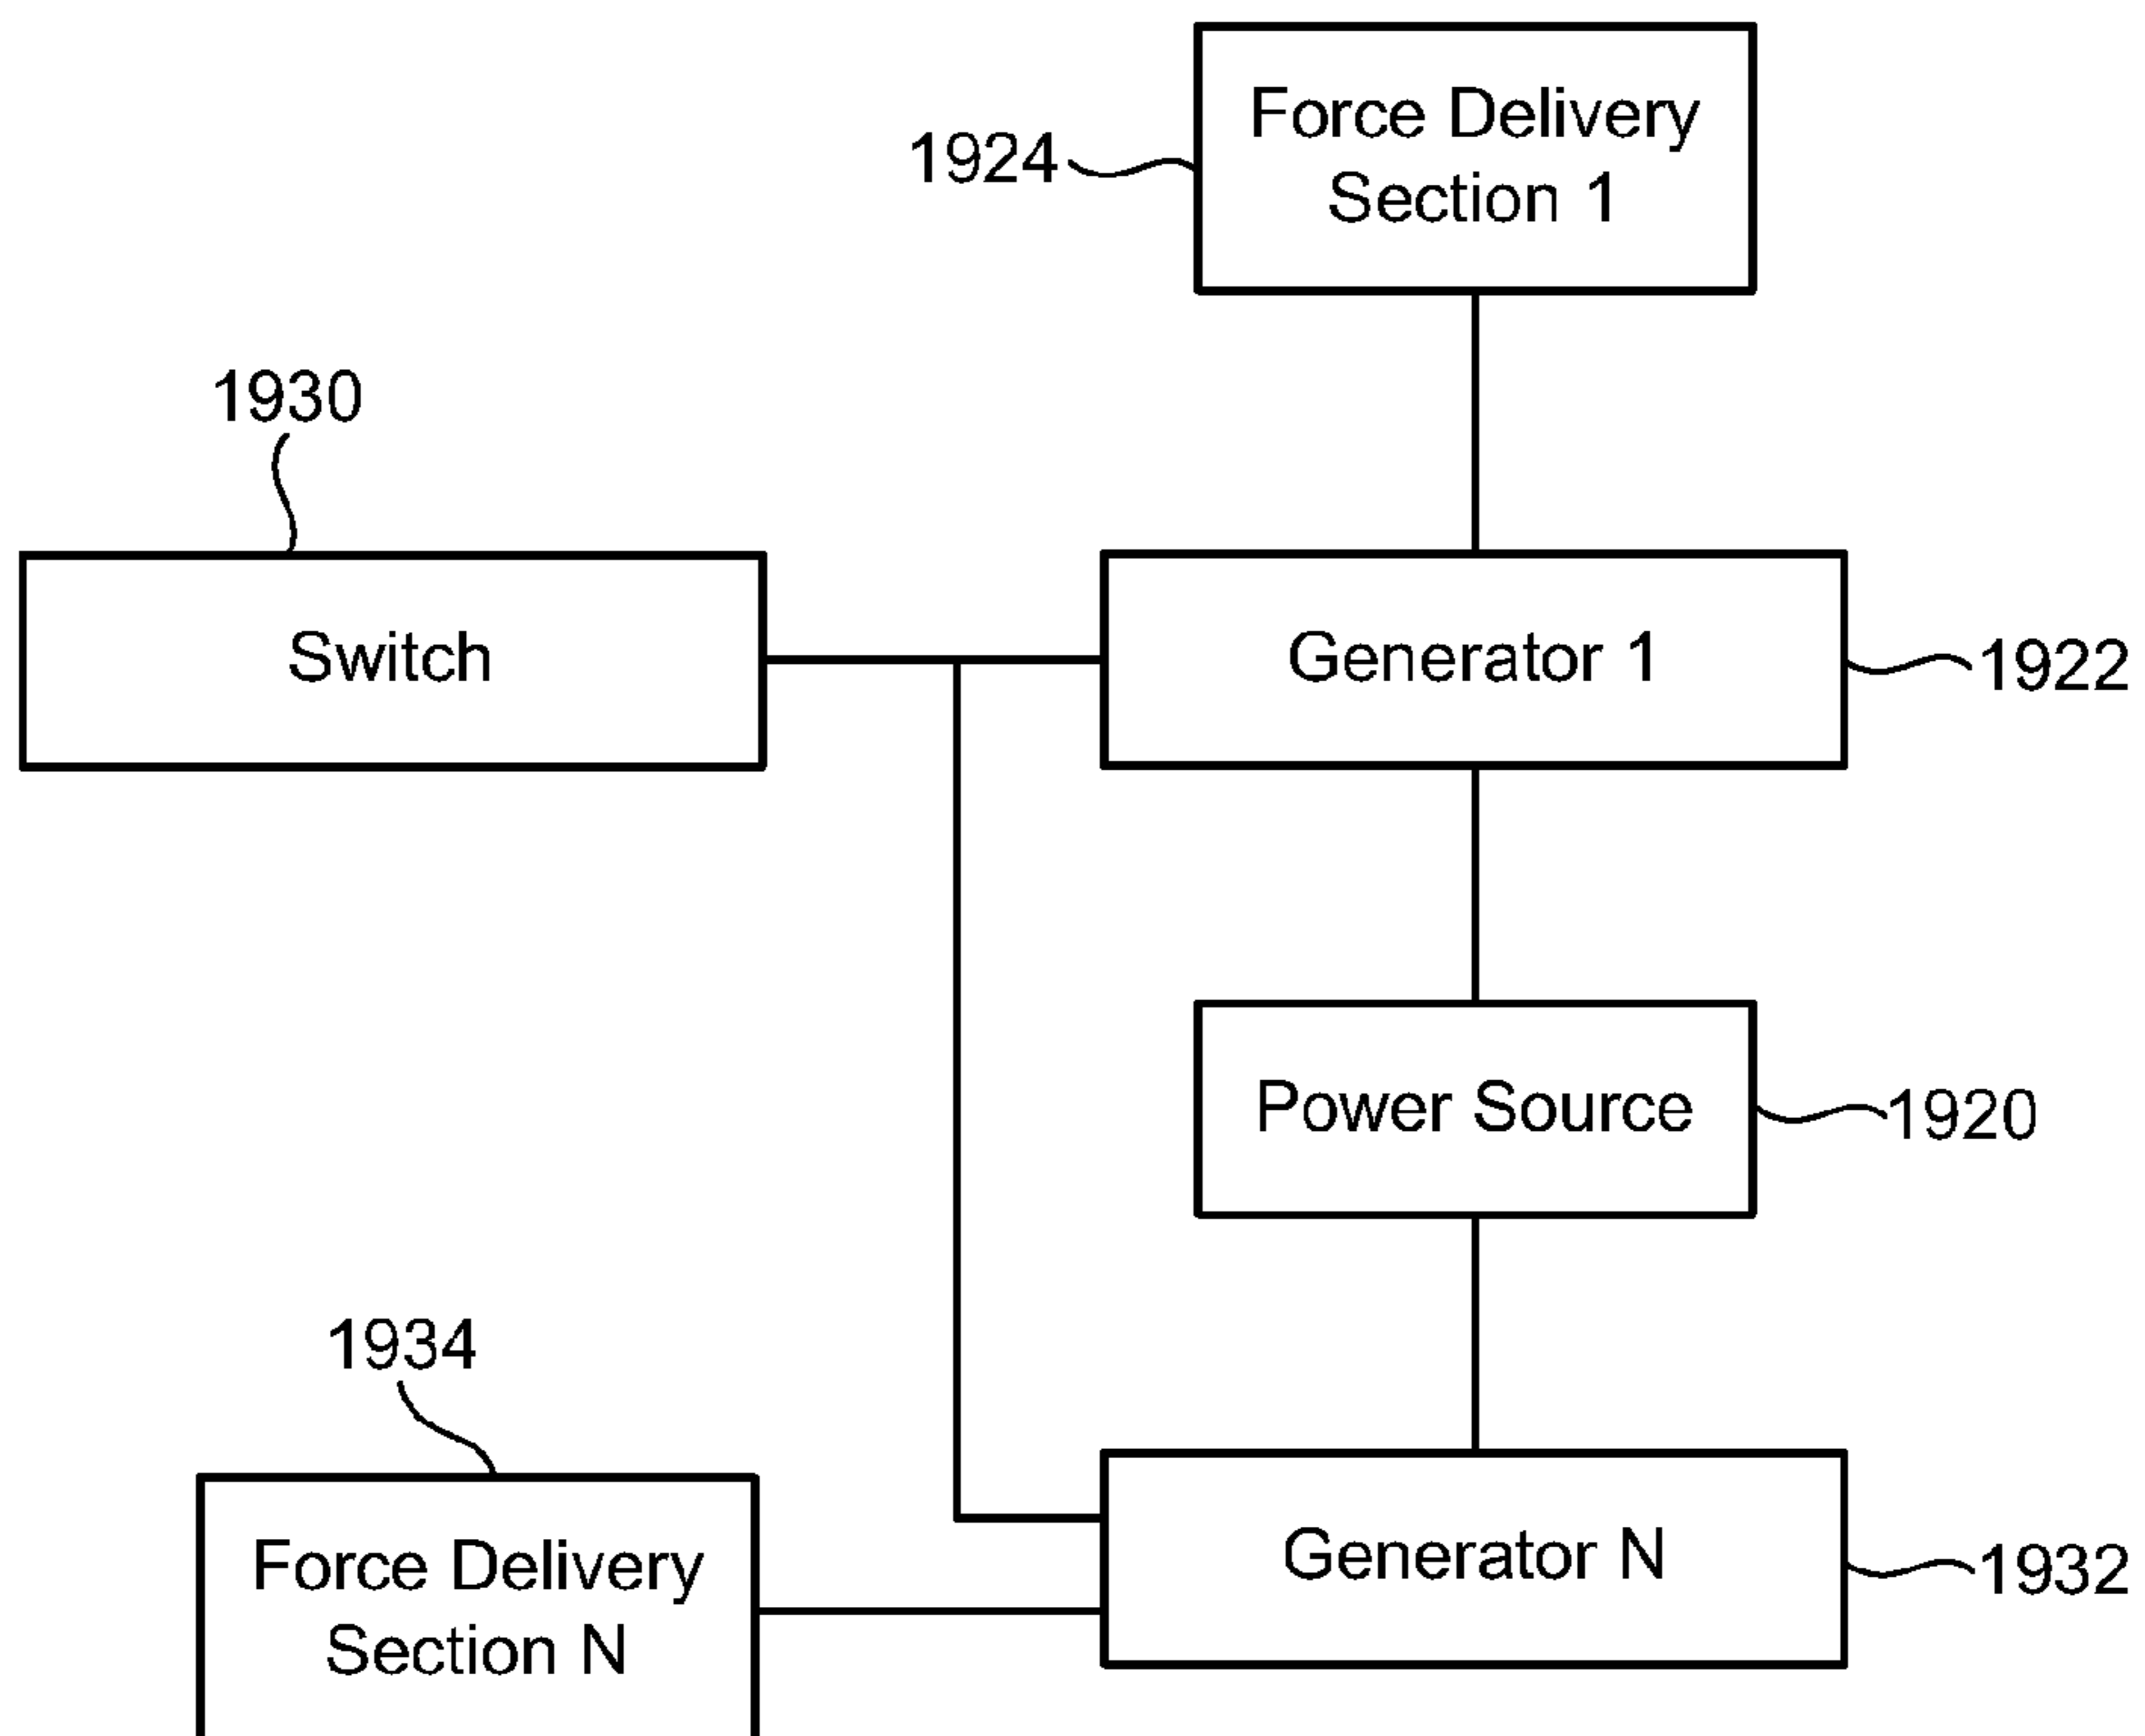 Force Delivery
Section 1
1924
1930
Switch
Generator 1
1922
Power Source
1920
1934
Force Delivery
Section N
Generator N
1932